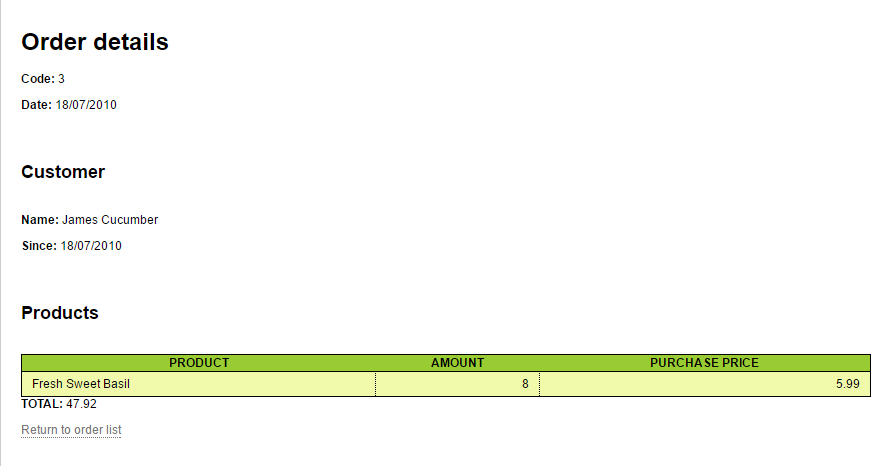 Order details
Code: 3
Date: 18/07/2010
Customer
Name: James Cucumber
Since: 18/07/2010
Products
PRODUCT AMOUNT PURCHASE PRICE
Fresh Sweet Basil 8 5.99
TOTAL: 47.92
Return to order list